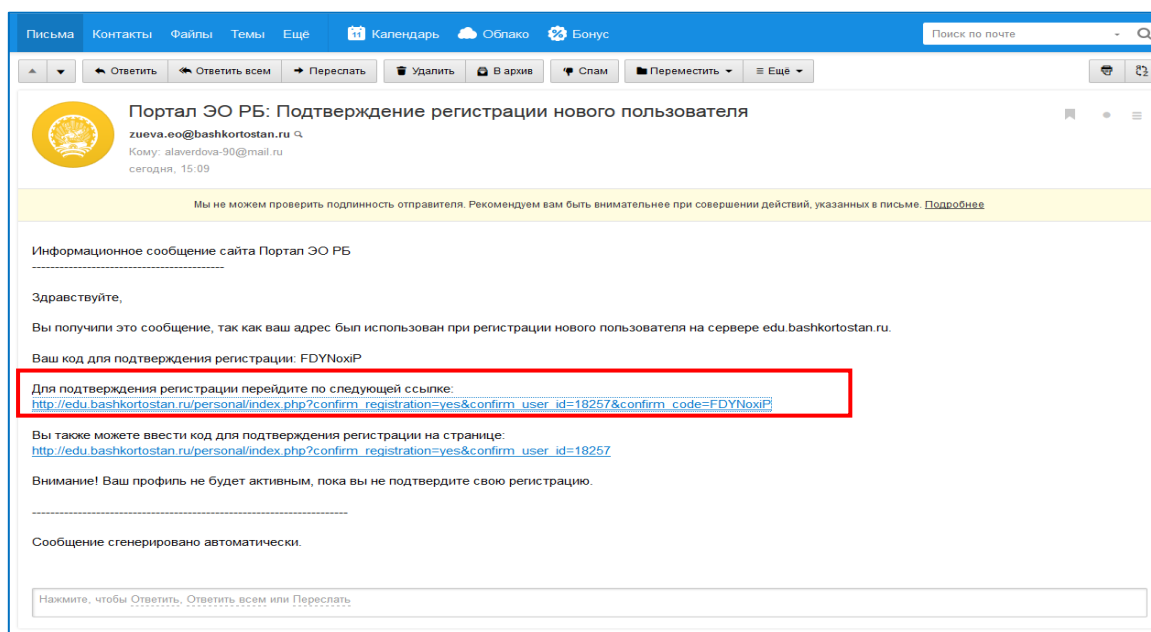 Письма Контакты Файлы Темы Ещё 11 Календарь Облако Бонус Поиск по почте
Ответить Ответить всем Переслать Удалить В архив Спам Переместить Ещё
Портал ЭО РБ: Подтверждение регистрации нового пользователя
zueva.eo@bashkortostan.ru
Кому: alaverdova-90@mail.ru
сегодня, 15:09
Мы не можем проверить подлинность отправителя. Рекомендуем вам быть внимательнее при совершении действий, указанных в письме. Подробнее
Информационное сообщение сайта Портал ЭО РБ
------------------------------------------
Здравствуйте,
Вы получили это сообщение, так как ваш адрес был использован при регистрации нового пользователя на сервере edu.bashkortostan.ru.
Ваш код для подтверждения регистрации: FDYNoxiP
Для подтверждения регистрации перейдите по следующей ссылке:
http://edu.bashkortostan.ru/personal/index.php?confirm_registration=yes&confirm_user_id=18257&confirm_code=FDYNoxiP
Вы также можете ввести код для подтверждения регистрации на странице:
http://edu.bashkortostan.ru/personal/index.php?confirm_registration=yes&confirm_user_id=18257
Внимание! Ваш профиль не будет активным, пока вы не подтвердите свою регистрацию.
---------------------------------------------------------------------
Сообщение сгенерировано автоматически.
Нажмите, чтобы Ответить, Ответить всем или Переслать